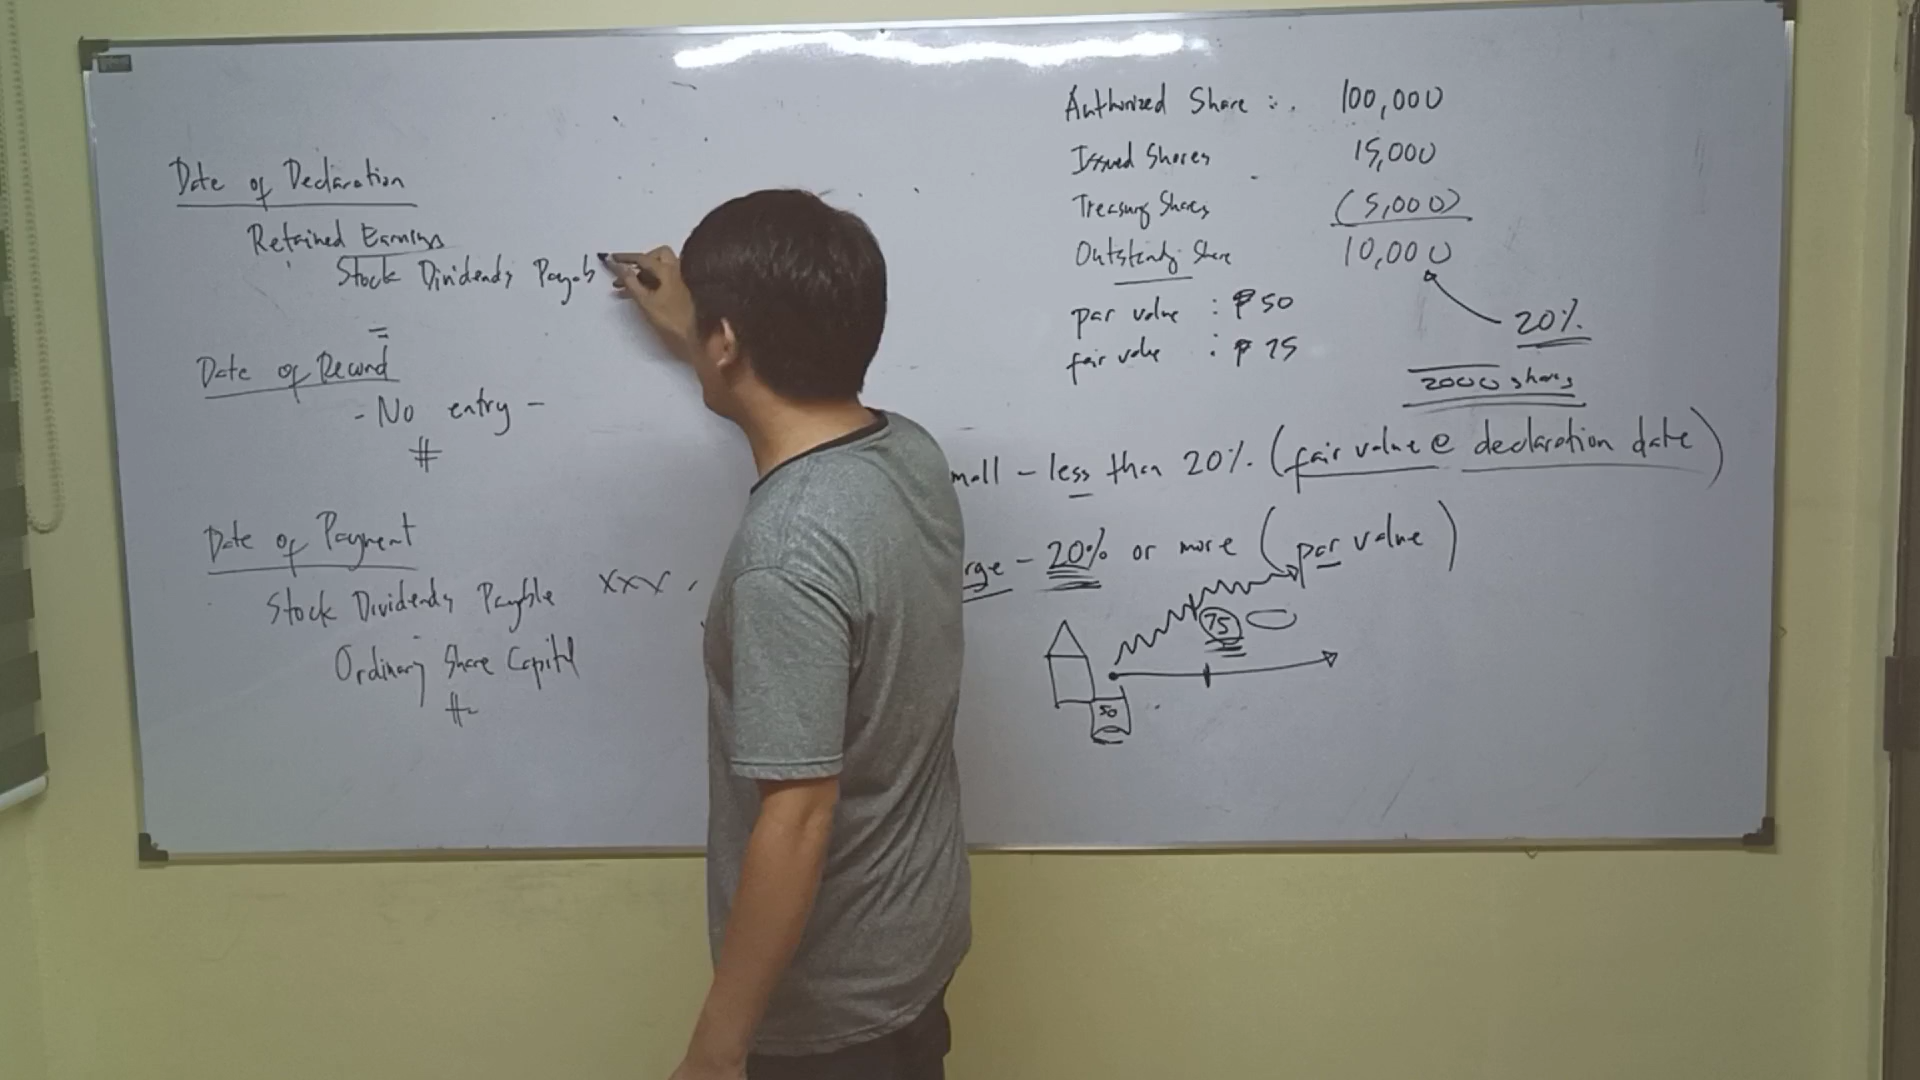 Date of Declaration
Retained Earnings
Stock Dividends Payab
=
Date of Record
- No entry -
#
Date of Payment
Stock Dividends Payable xxx
Ordinary Share Capital
#
Authorized Share : 100,000
Issued Shares 15,000
Treasury Shares (5,000)
Outstandg Share 10,000
par value : ₱ 50
fair value : ₱ 75
20%
2000 shares
mall - less than 20% (fair value @ declaration date)
rge - 20% or more (par value)
75
50